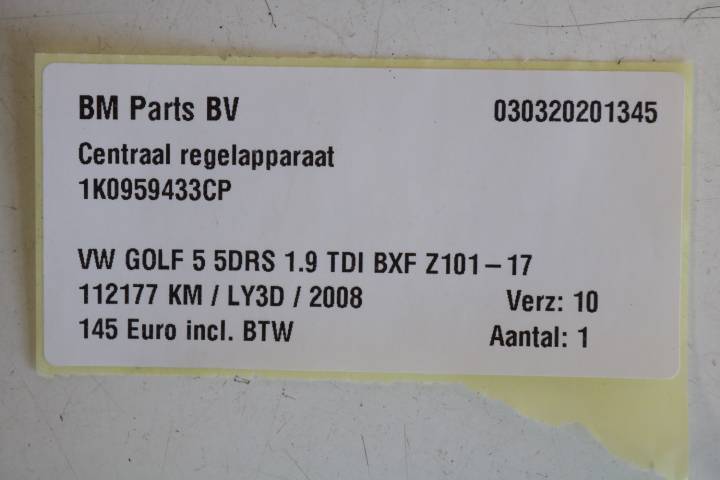 BM Parts BV 030320201345
Centraal regelapparaat
1K0959433CP
VW GOLF 5 5DRS 1.9 TDI BXF Z101-17
112177 KM / LY3D / 2008 Verz: 10
145 Euro incl. BTW Aantal: 1